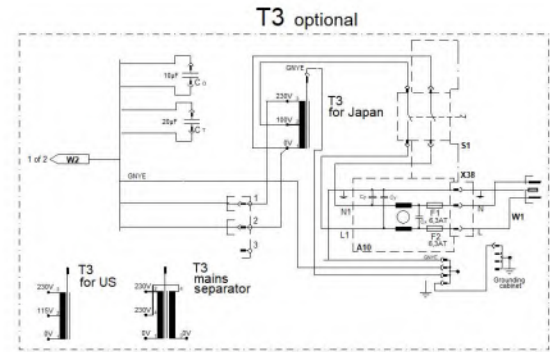 T3 optional
10µF
C
20µF
C T
1 of 2
W2
GNYE
GNYE
230V
100V
0V
T3
for Japan
1
2
3
S1
X38
N1
L1
F1
6,3AT
F2
6,3AT
A10
N
L
W1
GNYE
Grounding
cabinet
T3
for US
230V
115V
0V
T3
mains
separator
230V
230V
0V
0V